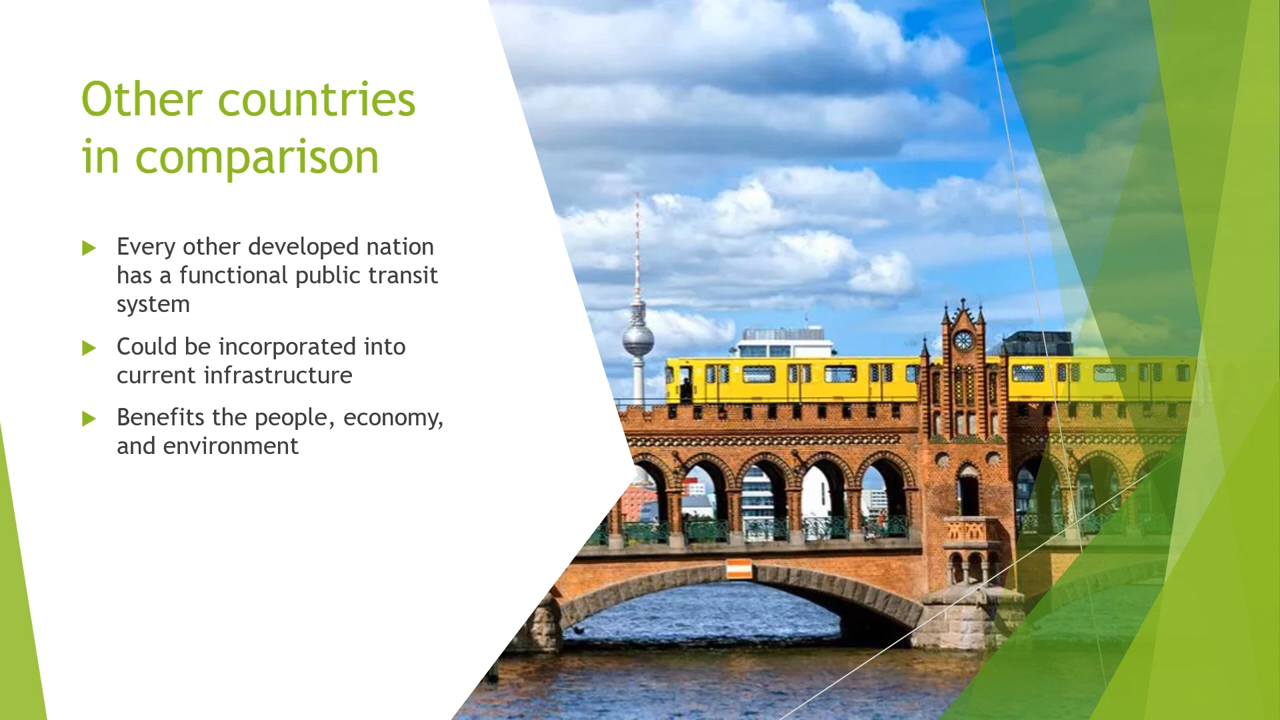 Other countries
in comparison
Every other developed nation
has a functional public transit
system
Could be incorporated into
current infrastructure
Benefits the people, economy,
and environment